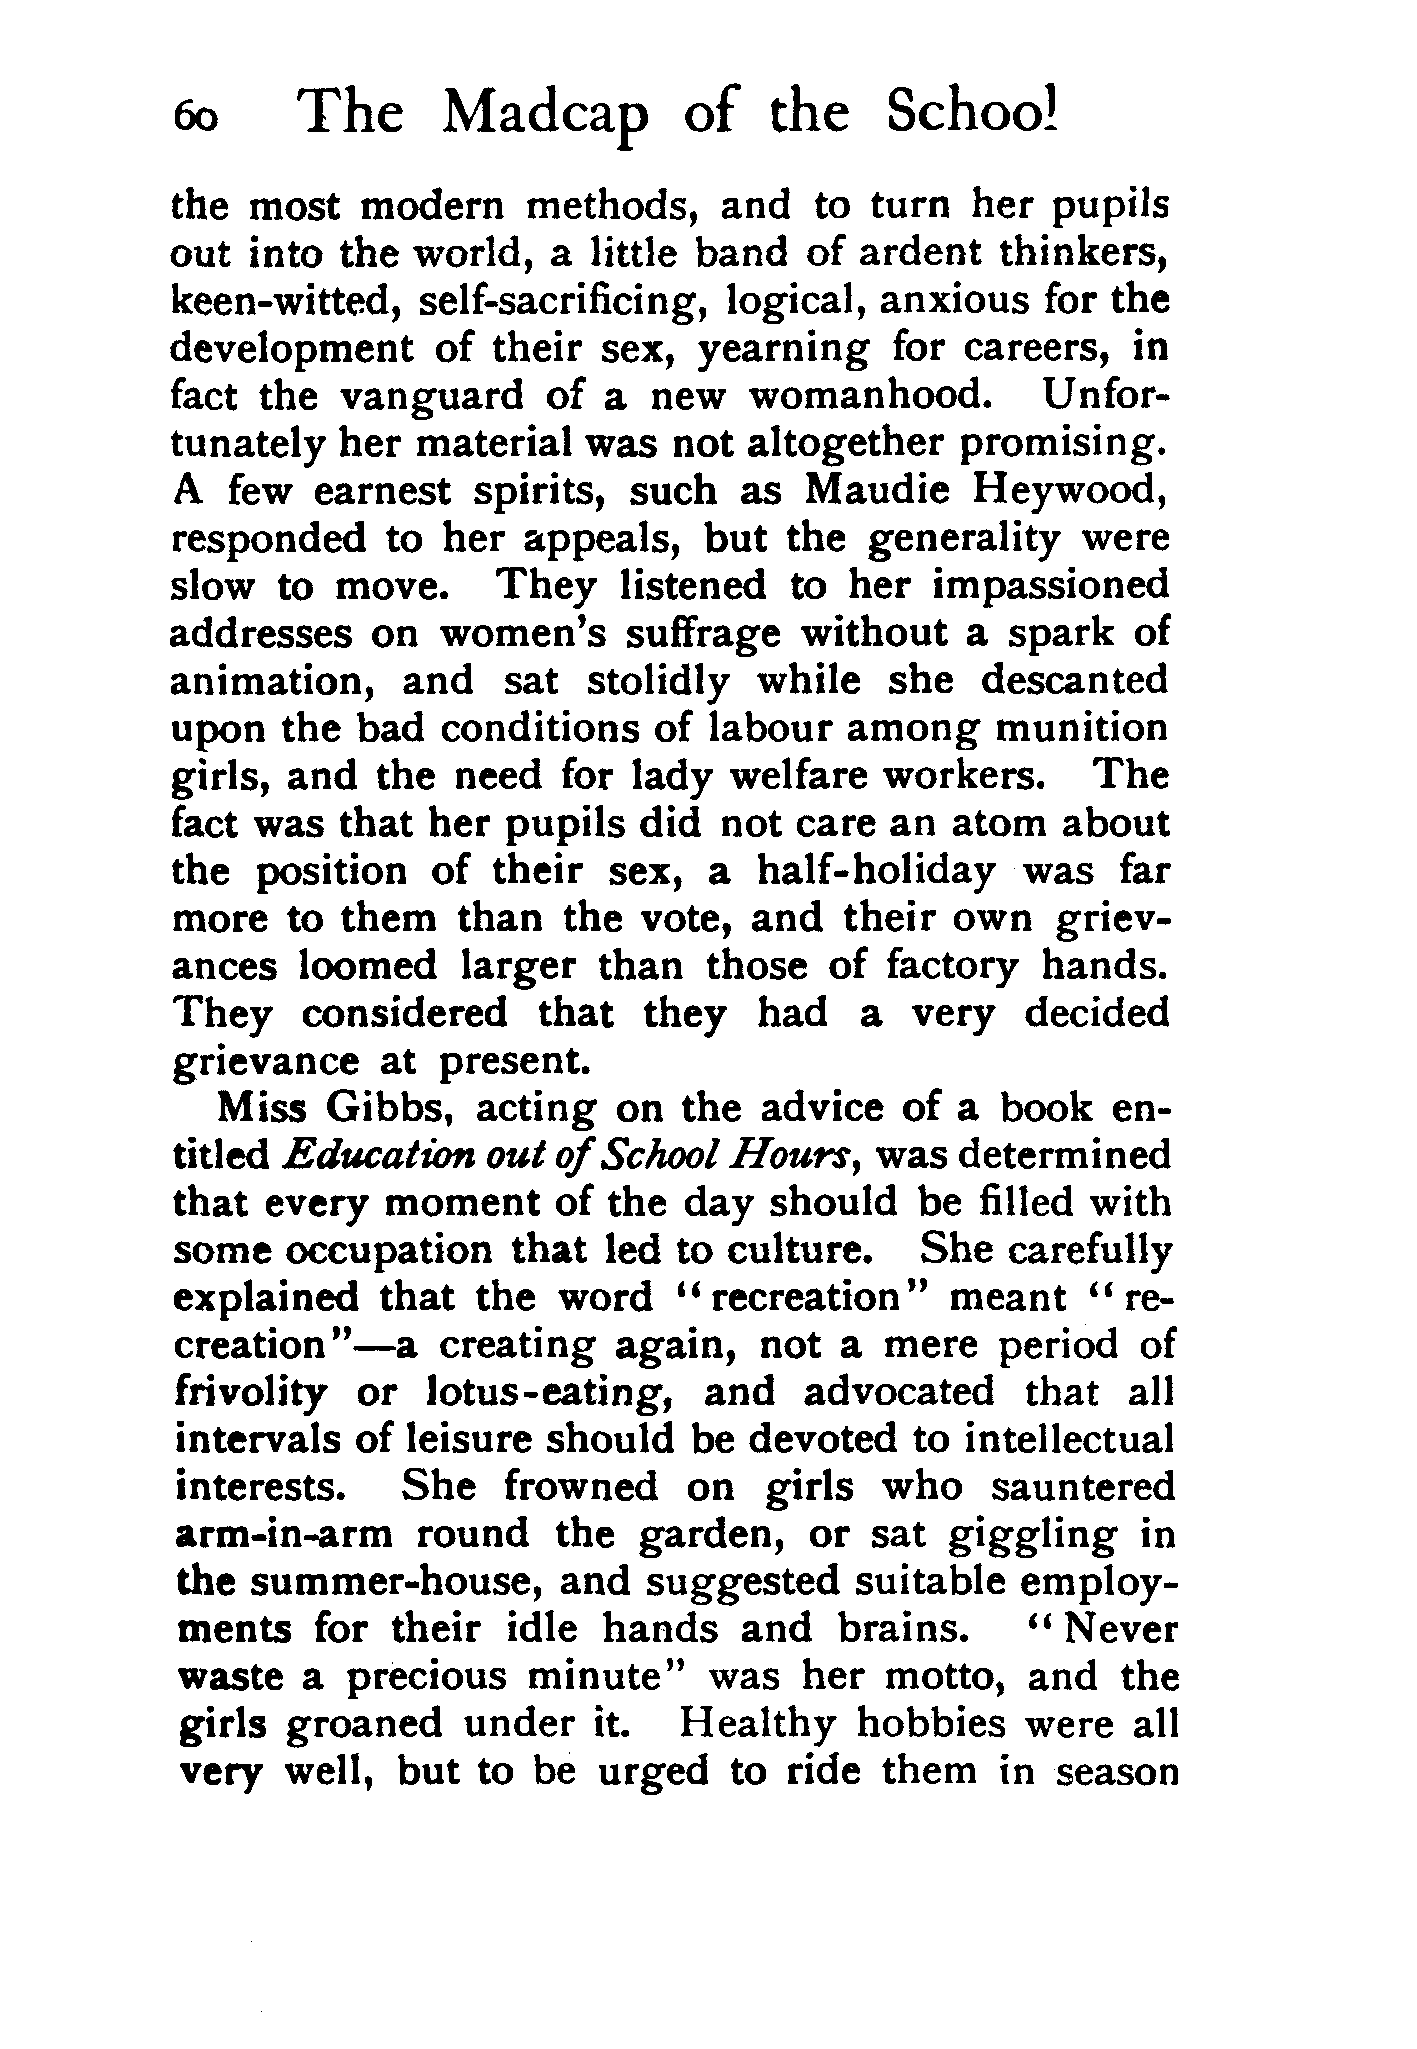 60 The Madcap of the School
the most modern methods, and to turn her pupils
out into the world, a little band of ardent thinkers,
keen-witted, self-sacrificing, logical, anxious for the
development of their sex, yearning for careers, in
fact the vanguard of a new womanhood. Unfor-
tunately her material was not altogether promising.
A few earnest spirits, such as Maudie Heywood,
responded to her appeals, but the generality were
slow to move. They listened to her impassioned
addresses on women's suffrage without a spark of
animation, and sat stolidly while she descanted
upon the bad conditions of labour among munition
girls, and the need for lady welfare workers. The
fact was that her pupils did not care an atom about
the position of their sex, a half-holiday was far
more to them than the vote, and their own griev-
ances loomed larger than those of factory hands.
They considered that they had a very decided
grievance at present.
Miss Gibbs, acting on the advice of a book en-
titled Education out of School Hours, was determined
that every moment of the day should be filled with
some occupation that led to culture. She carefully
explained that the word "recreation" meant "re-
creation"—a creating again, not a mere period of
frivolity or lotus-eating, and advocated that all
intervals of leisure should be devoted to intellectual
interests. She frowned on girls who sauntered
arm-in-arm round the garden, or sat giggling in
the summer-house, and suggested suitable employ-
ments for their idle hands and brains. "Never
waste a precious minute" was her motto, and the
girls groaned under it. Healthy hobbies were all
very well, but to be urged to ride them in season